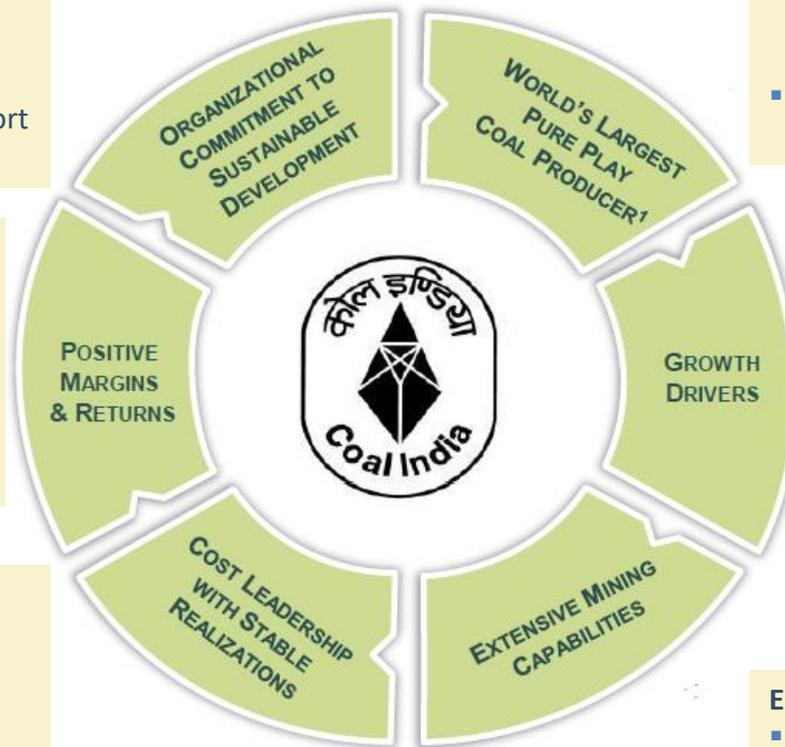 ORGANIZATIONAL
COMMITMENT TO
SUSTAINABLE
DEVELOPMENT
WORLD'S LARGEST
PURE PLAY
COAL PRODUCER¹
ort
POSITIVE
MARGINS
& RETURNS
कोल इण्डिया
Coal India
GROWTH
DRIVERS
COST LEADERSHIP
WITH STABLE
REALIZATIONS
EXTENSIVE MINING
CAPABILITIES
E